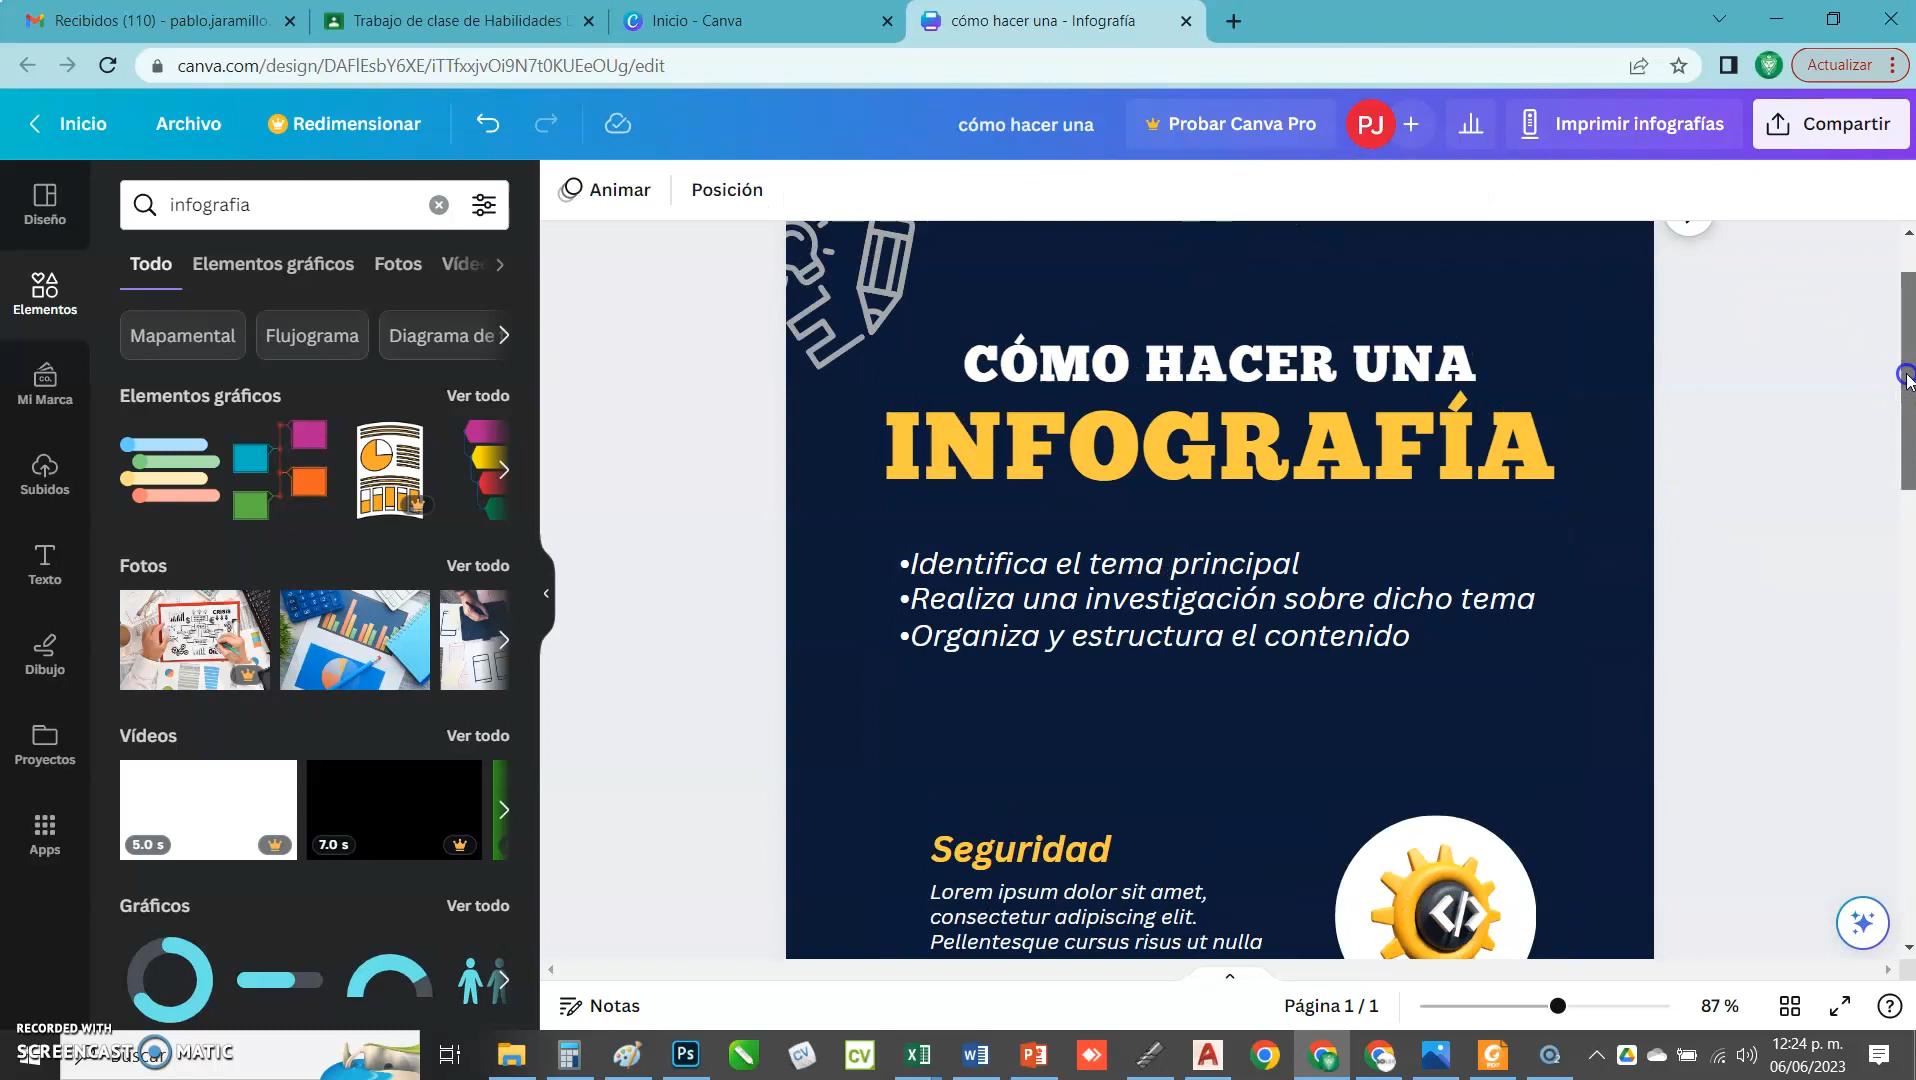 Recibidos (110) - pablo.jaramillo.
Trabajo de clase de Habilidades
Inicio - Canva
cómo hacer una - Infografía
canva.com/design/DAFlEsbY6XE/iTTfxxjvOi9N7t0KUEeOUg/edit
Actualizar
Inicio
Archivo
Redimensionar
cómo hacer una
Probar Canva Pro
PJ
Imprimir infografías
Compartir
Diseño
Elementos
Mi Marca
Subidos
Texto
Dibujo
Proyectos
Apps
infografia
Todo Elementos gráficos Fotos Víde
Mapamental Flujograma Diagrama de
Elementos gráficos Ver todo
Fotos Ver todo
CRISIS
Vídeos Ver todo
5.0 s 7.0 s
Gráficos Ver todo
Animar Posición
CÓMO HACER UNA
INFOGRAFÍA
•Identifica el tema principal
•Realiza una investigación sobre dicho tema
•Organiza y estructura el contenido
Seguridad
Lorem ipsum dolor sit amet,
consectetur adipiscing elit.
Pellentesque cursus risus ut nulla
Notas
Página 1 / 1
87 %
RECORDED WITH
SCREENCAST MATIC
Buscar
12:24 p. m.
06/06/2023